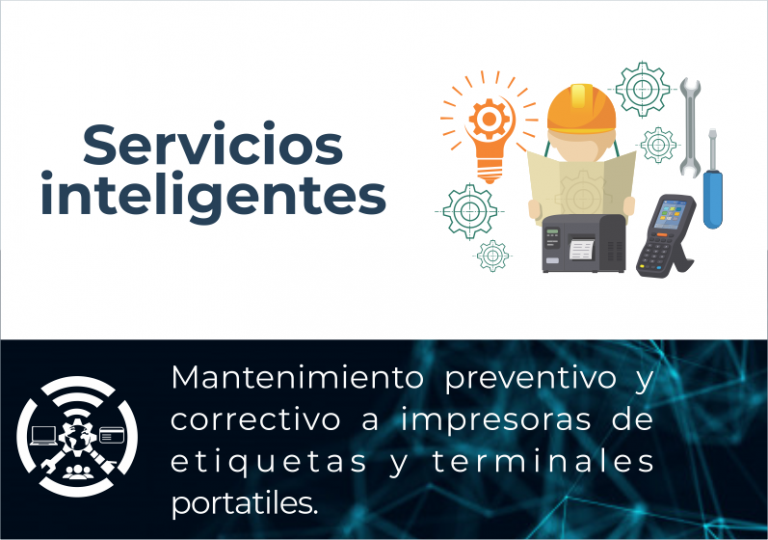 Servicios
inteligentes
Mantenimiento preventivo y
correctivo a impresoras de
etiquetas y terminales
portatiles.